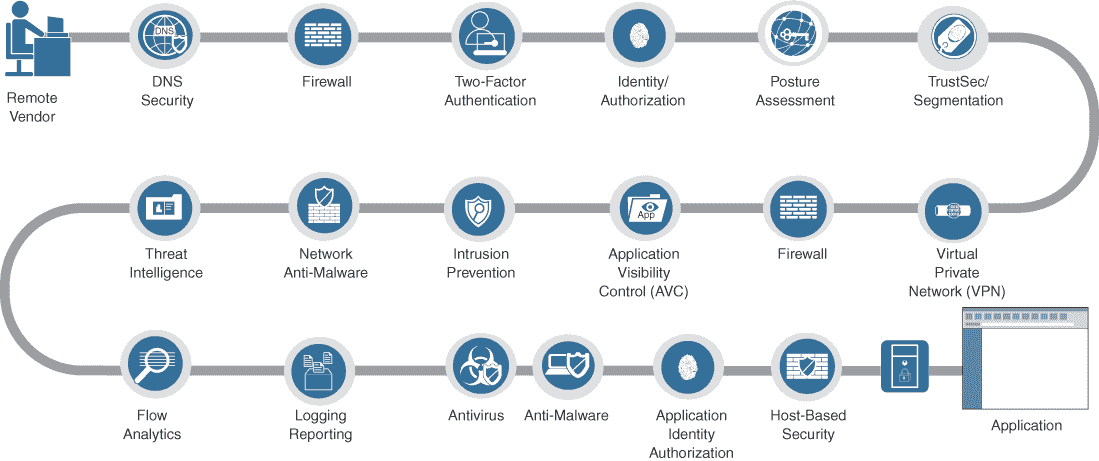 DNS
Remote
Vendor
DNS
Security
Firewall
Two-Factor
Authentication
Identity/
Authorization
Posture
Assessment
TrustSec/
Segmentation
App
Threat
Intelligence
Network
Anti-Malware
Intrusion
Prevention
Application
Visibility
Control (AVC)
Firewall
Virtual
Private
Network (VPN)
Flow
Analytics
Logging
Reporting
Antivirus
Anti-Malware
Application
Identity
Authorization
Host-Based
Security
Application